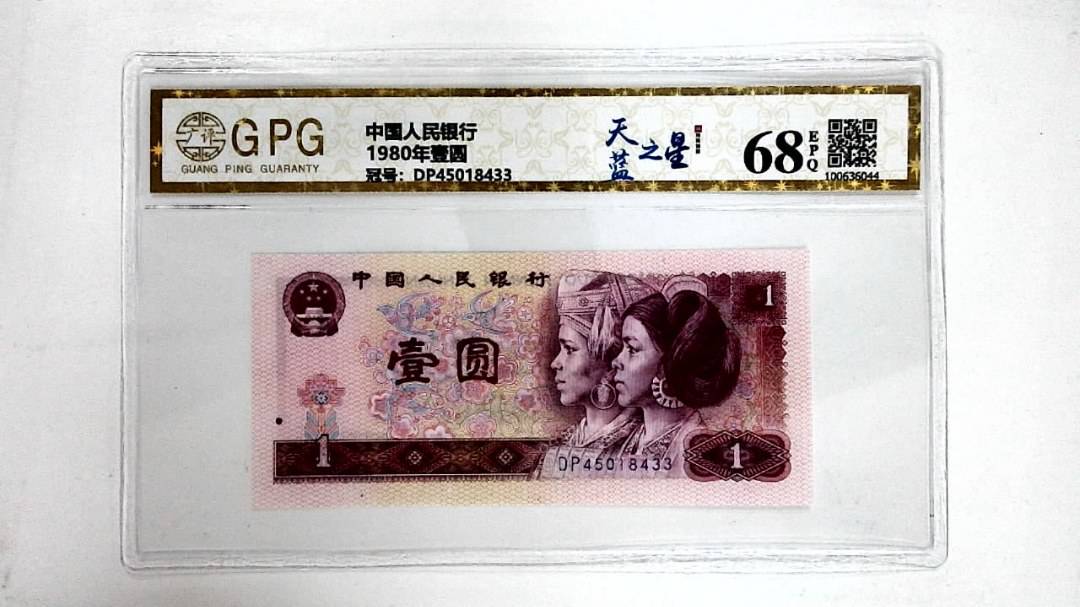 广评 GPG
GUANG PING GUARANTY
中国人民银行
1980年壹圆
冠号: DP45018433
天蓝之星
68 EPQ
100636044
中国人民银行
1
壹圆
1
DP45018433
1